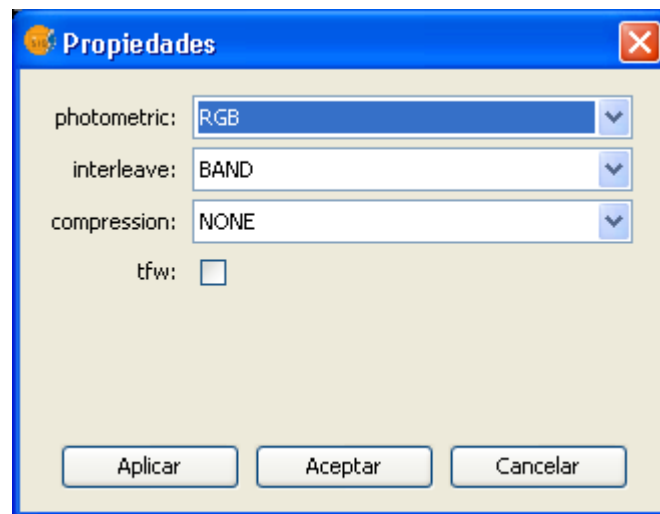 Propiedades
photometric: RGB
interleave: BAND
compression: NONE
tfw:
Aplicar Aceptar Cancelar